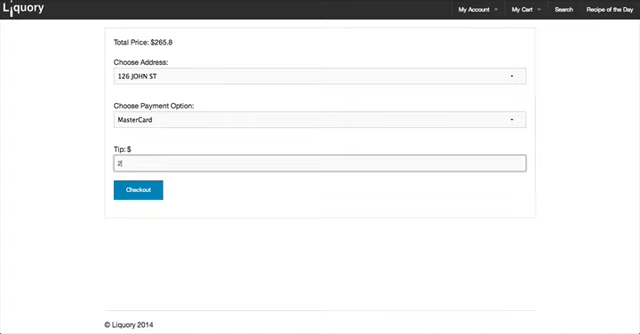 Liquory
My Account My Cart Search Recipe of the Day
Total Price: $265.8
Choose Address:
126 JOHN ST
Choose Payment Option:
MasterCard
Tip: $
2
Checkout
© Liquory 2014